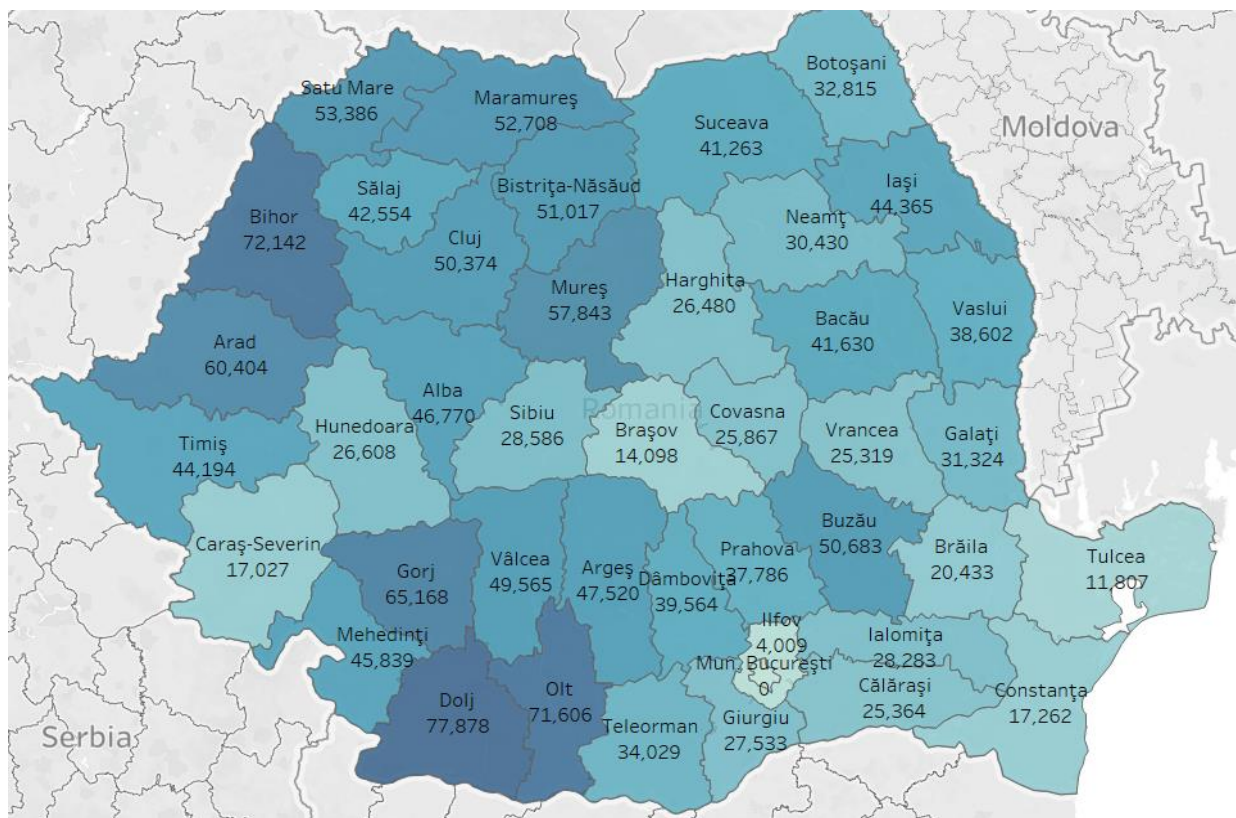 Botoşani
32,815
Satu Mare
53,386
Maramureş
52,708
Suceava
41,263
Moldova
Iaşi
44,365
Sălaj
42,554
Bistriţa-Năsăud
51,017
Neamţ
30,430
Bihor
72,142
Cluj
50,374
Mureş
57,843
Harghita
26,480
Vaslui
38,602
Bacău
41,630
Arad
60,404
Alba
46,770
Sibiu
28,586
Romania
Braşov
14,098
Covasna
25,867
Hunedoara
26,608
Vrancea
25,319
Galaţi
31,324
Timiş
44,194
Caraş-Severin
17,027
Gorj
65,168
Vâlcea
49,565
Argeş
47,520
Dâmboviţa
39,564
Prahova
37,786
Buzău
50,683
Brăila
20,433
Tulcea
11,807
Mehedinţi
45,839
Ilfov
4,009
Mun. Bucureşti
0
Ialomiţa
28,283
Călăraşi
25,364
Constanţa
17,262
Dolj
77,878
Olt
71,606
Teleorman
34,029
Giurgiu
27,533
Serbia